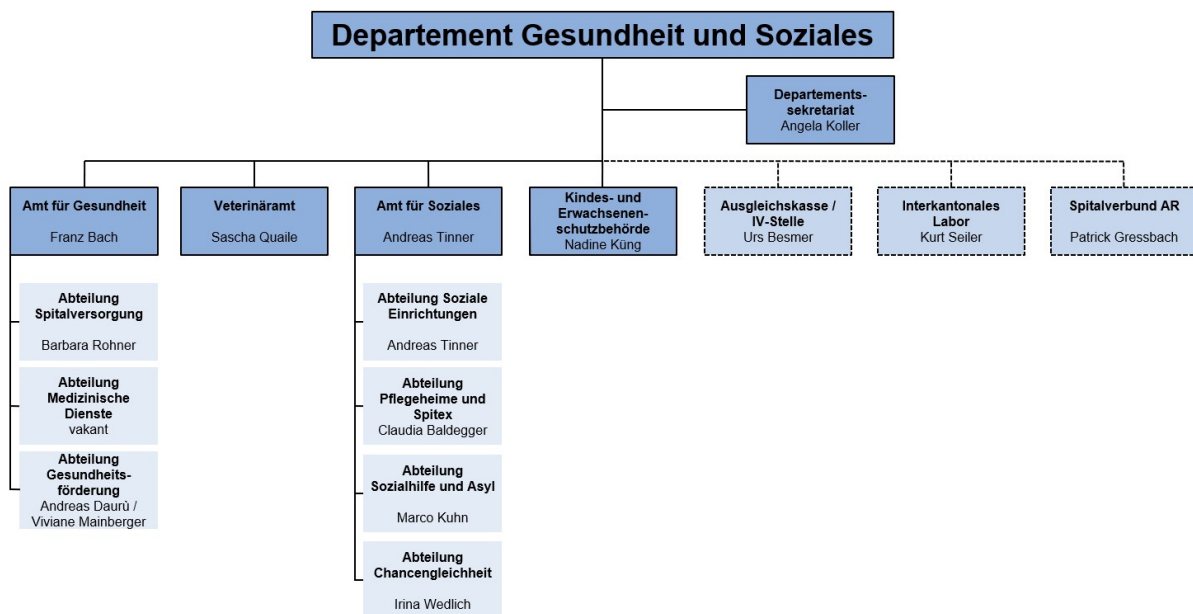 Departement Gesundheit und Soziales
Departements-
sekretariat
Angela Koller
Amt für Gesundheit
Franz Bach
Veterinäramt
Sascha Quaile
Amt für Soziales
Andreas Tinner
Kindes- und
Erwachsenen-
schutzbehörde
Nadine Küng
Ausgleichskasse /
IV-Stelle
Urs Besmer
Interkantonales
Labor
Kurt Seiler
Spitalverbund AR
Patrick Gressbach
Abteilung
Spitalversorgung
Barbara Rohner
Abteilung
Medizinische
Dienste
vakant
Abteilung
Gesundheits-
förderung
Andreas Daurù /
Viviane Mainberger
Abteilung Soziale
Einrichtungen
Andreas Tinner
Abteilung
Pflegeheime und
Spitex
Claudia Baldegger
Abteilung
Sozialhilfe und Asyl
Marco Kuhn
Abteilung
Chancengleichheit
Irina Wedlich